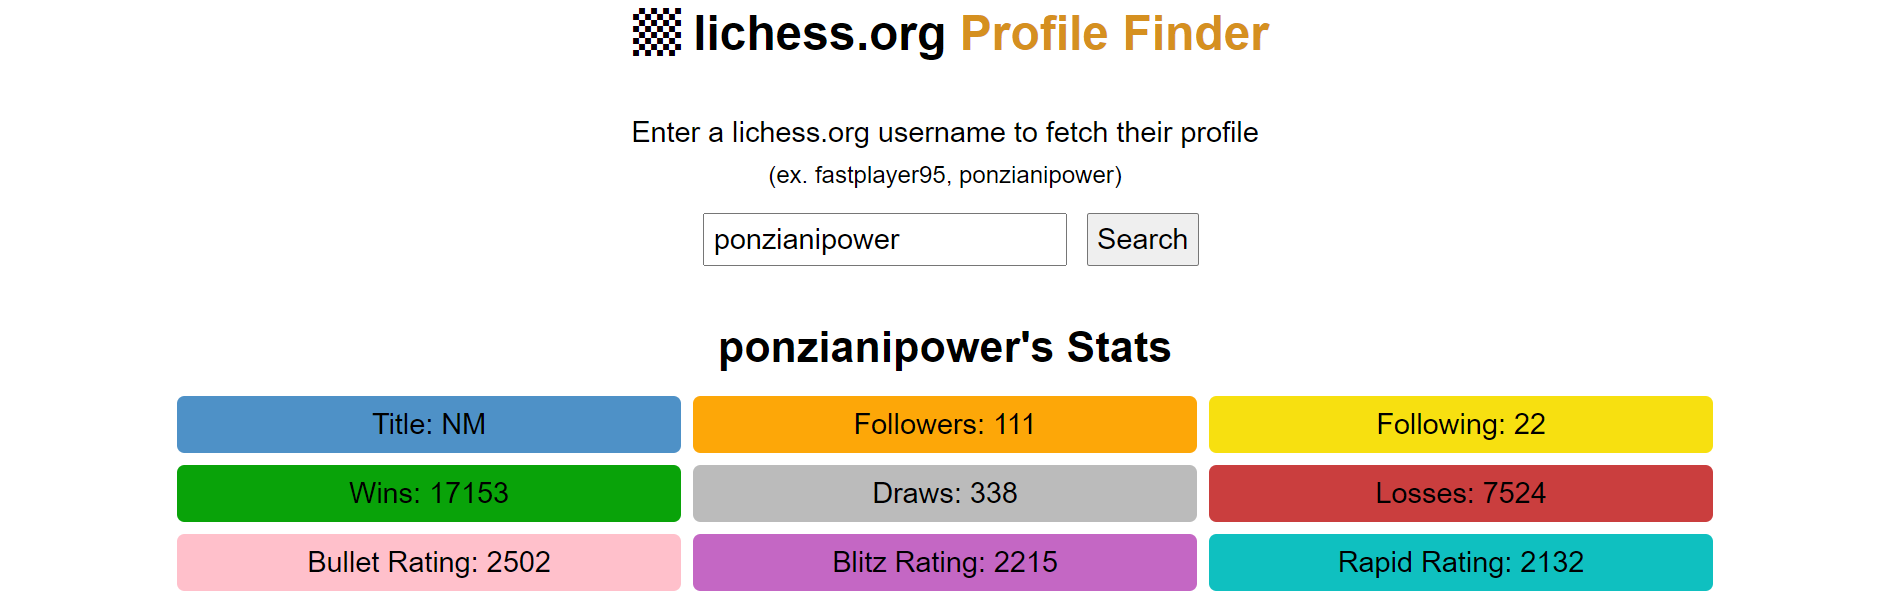 lichess.org Profile Finder
Enter a lichess.org username to fetch their profile
(ex. fastplayer95, ponzianipower)
ponzianipower Search
ponzianipower's Stats
Title: NM Followers: 111 Following: 22
Wins: 17153 Draws: 338 Losses: 7524
Bullet Rating: 2502 Blitz Rating: 2215 Rapid Rating: 2132